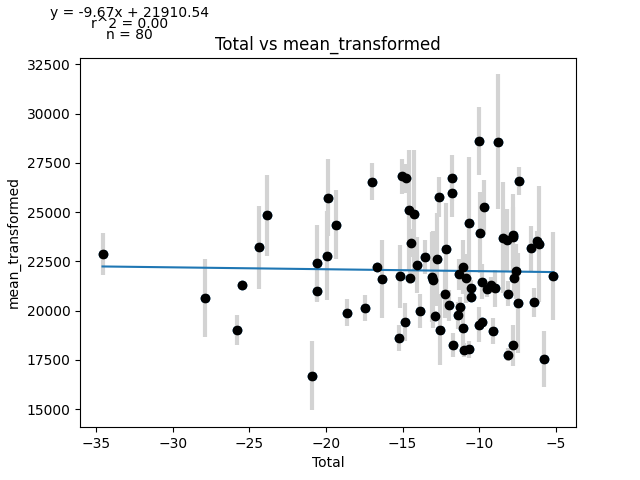 y = -9.67x + 21910.54
r^2 = 0.00
n = 80
Total vs mean_transformed
32500
30000
27500
25000
22500
20000
17500
15000
mean_transformed
−35
−30
−25
−20
−15
−10
−5
Total